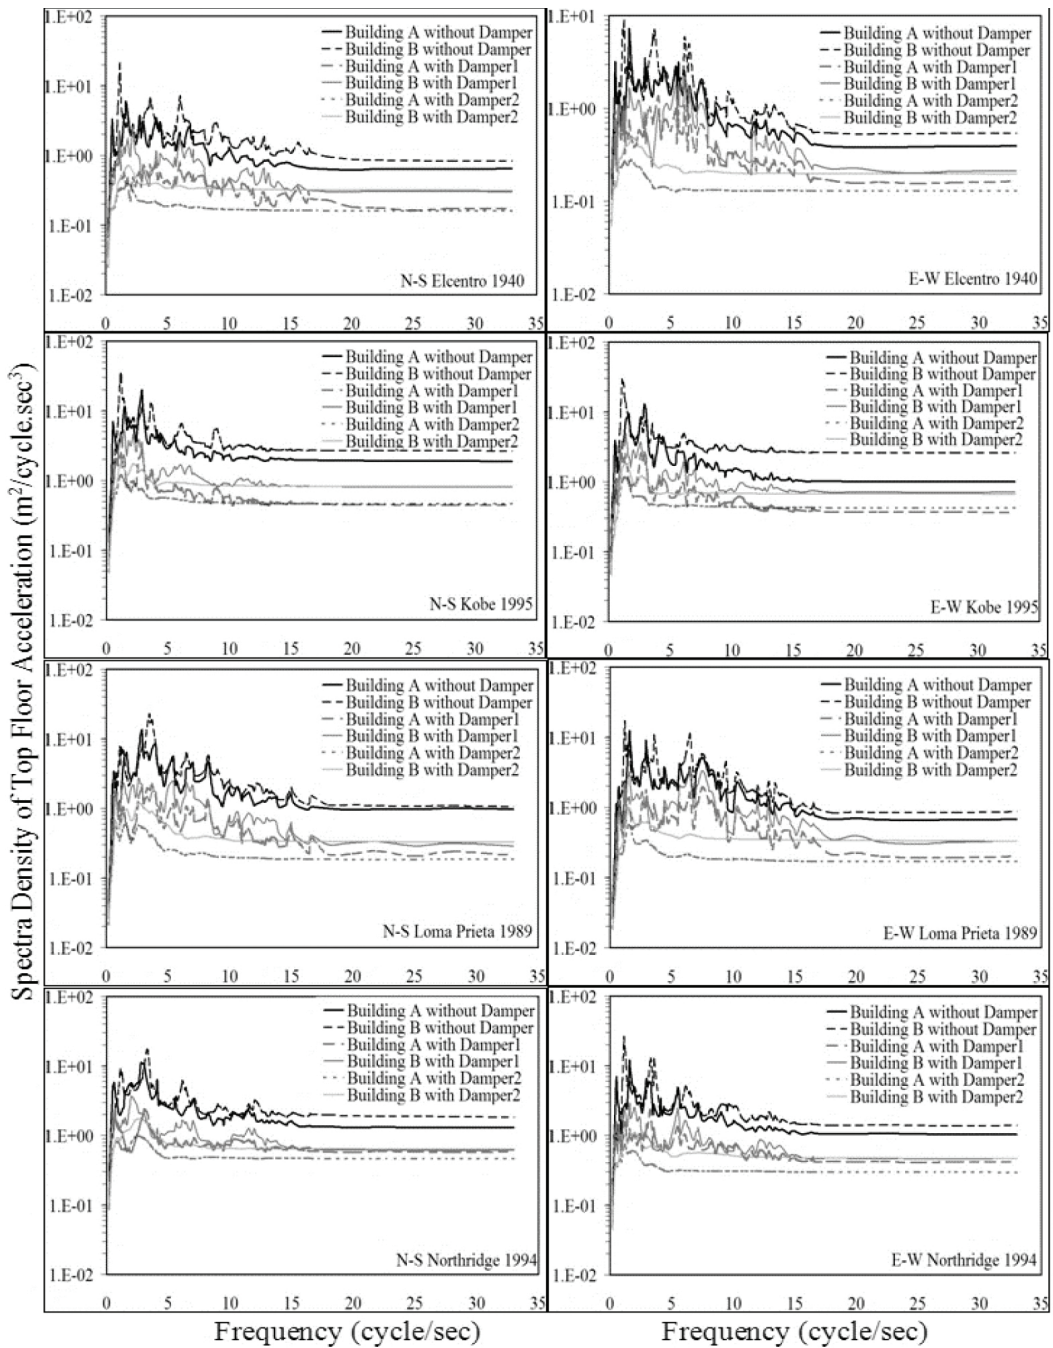 Spectra Density of Top Floor Acceleration (m²/cycle.sec³)
1.E+02
1.E+01
1.E+00
1.E-01
1.E-02
Building A without Damper
Building B without Damper
Building A with Damper1
Building B with Damper1
Building A with Damper2
Building B with Damper2
N-S Elcentro 1940
0 5 10 15 20 25 30 35
1.E+01
1.E+00
1.E-01
1.E-02
Building A without Damper
Building B without Damper
Building A with Damper1
Building B with Damper1
Building A with Damper2
Building B with Damper2
E-W Elcentro 1940
0 5 10 15 20 25 30 35
1.E+02
1.E+01
1.E+00
1.E-01
1.E-02
Building A without Damper
Building B without Damper
Building A with Damper1
Building B with Damper1
Building A with Damper2
Building B with Damper2
N-S Kobe 1995
0 5 10 15 20 25 30 35
1.E+02
1.E+01
1.E+00
1.E-01
1.E-02
Building A without Damper
Building B without Damper
Building A with Damper1
Building B with Damper1
Building A with Damper2
Building B with Damper2
E-W Kobe 1995
0 5 10 15 20 25 30 35
1.E+02
1.E+01
1.E+00
1.E-01
1.E-02
Building A without Damper
Building B without Damper
Building A with Damper1
Building B with Damper1
Building A with Damper2
Building B with Damper2
N-S Loma Prieta 1989
0 5 10 15 20 25 30 35
1.E+02
1.E+01
1.E+00
1.E-01
1.E-02
Building A without Damper
Building B without Damper
Building A with Damper1
Building B with Damper1
Building A with Damper2
Building B with Damper2
E-W Loma Prieta 1989
0 5 10 15 20 25 30 35
1.E+02
1.E+01
1.E+00
1.E-01
1.E-02
Building A without Damper
Building B without Damper
Building A with Damper1
Building B with Damper1
Building A with Damper2
Building B with Damper2
N-S Northridge 1994
0 5 10 15 20 25 30 35
1.E+02
1.E+01
1.E+00
1.E-01
1.E-02
Building A without Damper
Building B without Damper
Building A with Damper1
Building B with Damper1
Building A with Damper2
Building B with Damper2
E-W Northridge 1994
0 5 10 15 20 25 30 35
Frequency (cycle/sec)
Frequency (cycle/sec)